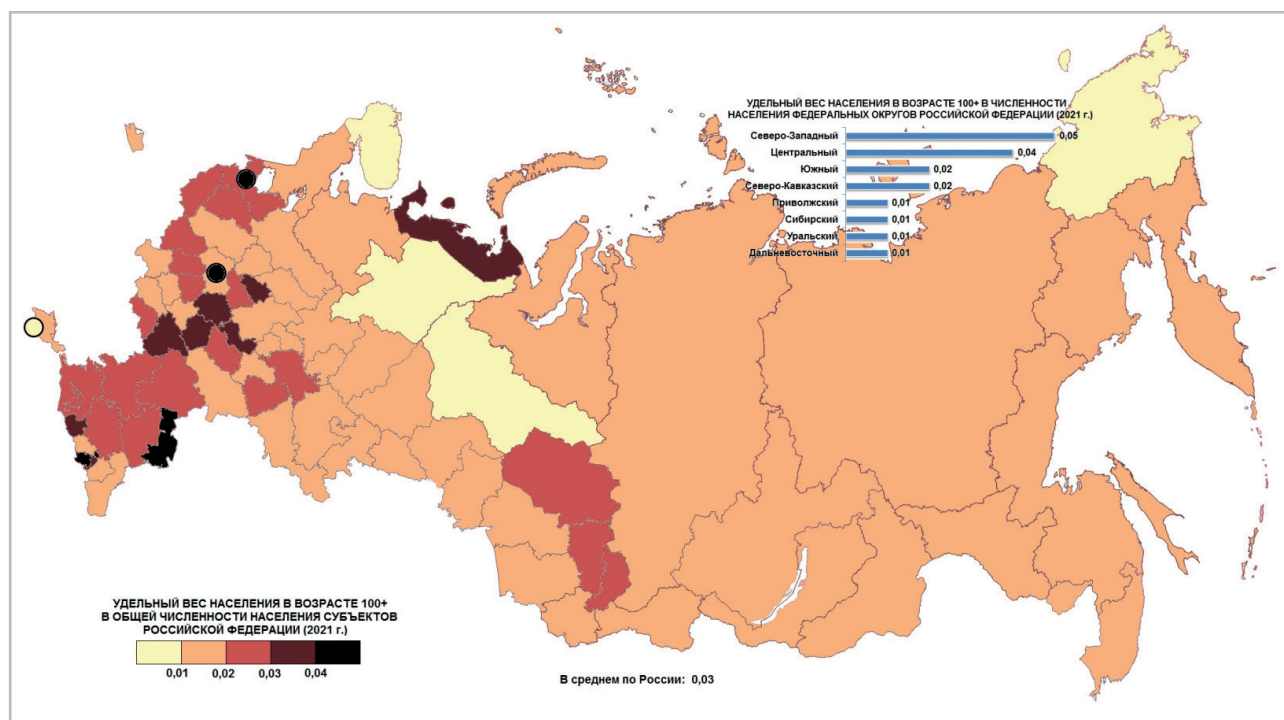 УДЕЛЬНЫЙ ВЕС НАСЕЛЕНИЯ В ВОЗРАСТЕ 100+ В ЧИСЛЕННОСТИ
НАСЕЛЕНИЯ ФЕДЕРАЛЬНЫХ ОКРУГОВ РОССИЙСКОЙ ФЕДЕРАЦИИ (2021 г.)
Северо-Западный 0,05
Центральный 0,04
Южный 0,02
Северо-Кавказский 0,02
Приволжский 0,01
Сибирский 0,01
Уральский 0,01
Дальневосточный 0,01
УДЕЛЬНЫЙ ВЕС НАСЕЛЕНИЯ В ВОЗРАСТЕ 100+
В ОБЩЕЙ ЧИСЛЕННОСТИ НАСЕЛЕНИЯ СУБЪЕКТОВ
РОССИЙСКОЙ ФЕДЕРАЦИИ (2021 г.)
0,01 0,02 0,03 0,04
В среднем по России: 0,03